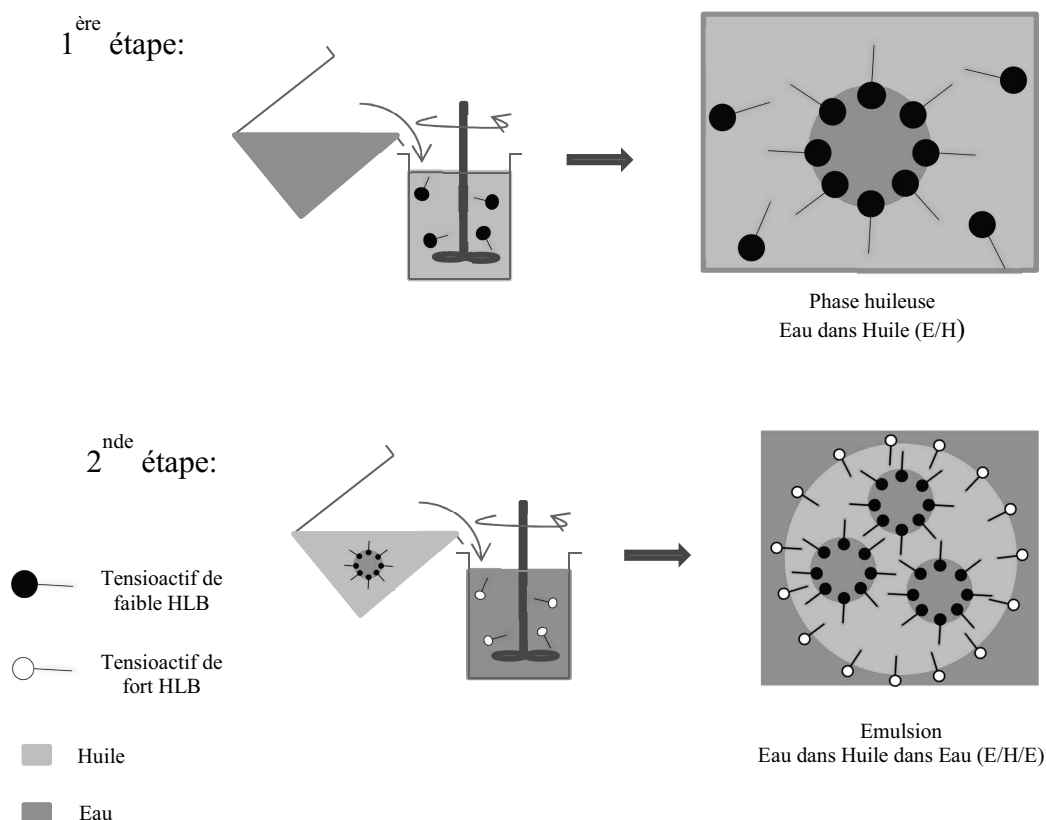 1ère étape:
Phase huileuse
Eau dans Huile (E/H)
2nde étape:
Tensioactif de
faible HLB
Tensioactif de
fort HLB
Huile
Eau
Emulsion
Eau dans Huile dans Eau (E/H/E)